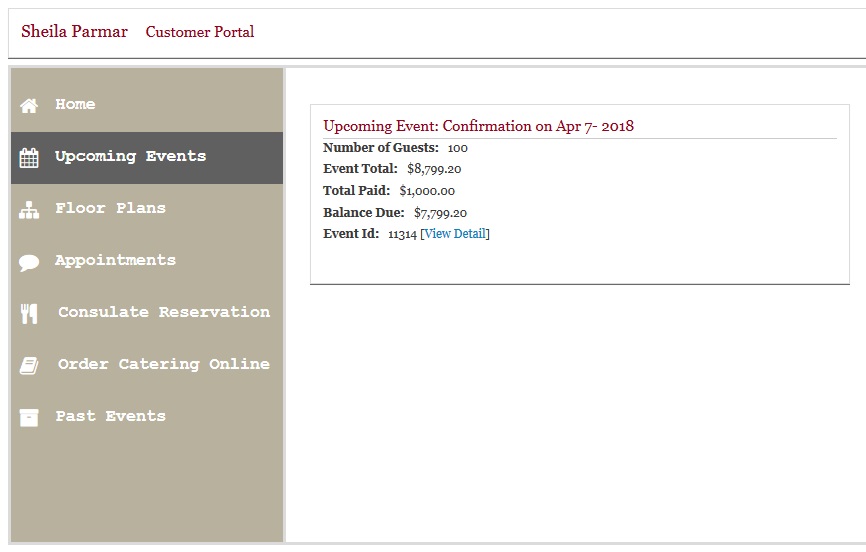 Sheila Parmar Customer Portal
Home
Upcoming Events
Floor Plans
Appointments
Consulate Reservation
Order Catering Online
Past Events
Upcoming Event: Confirmation on Apr 7- 2018
Number of Guests: 100
Event Total: $8,799.20
Total Paid: $1,000.00
Balance Due: $7,799.20
Event Id: 11314 [View Detail]